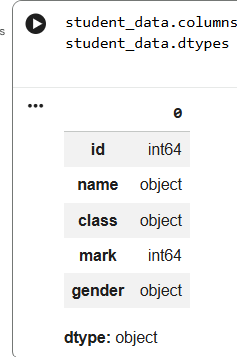 s
student_data.columns
student_data.dtypes
...
0
id int64
name object
class object
mark int64
gender object
dtype: object